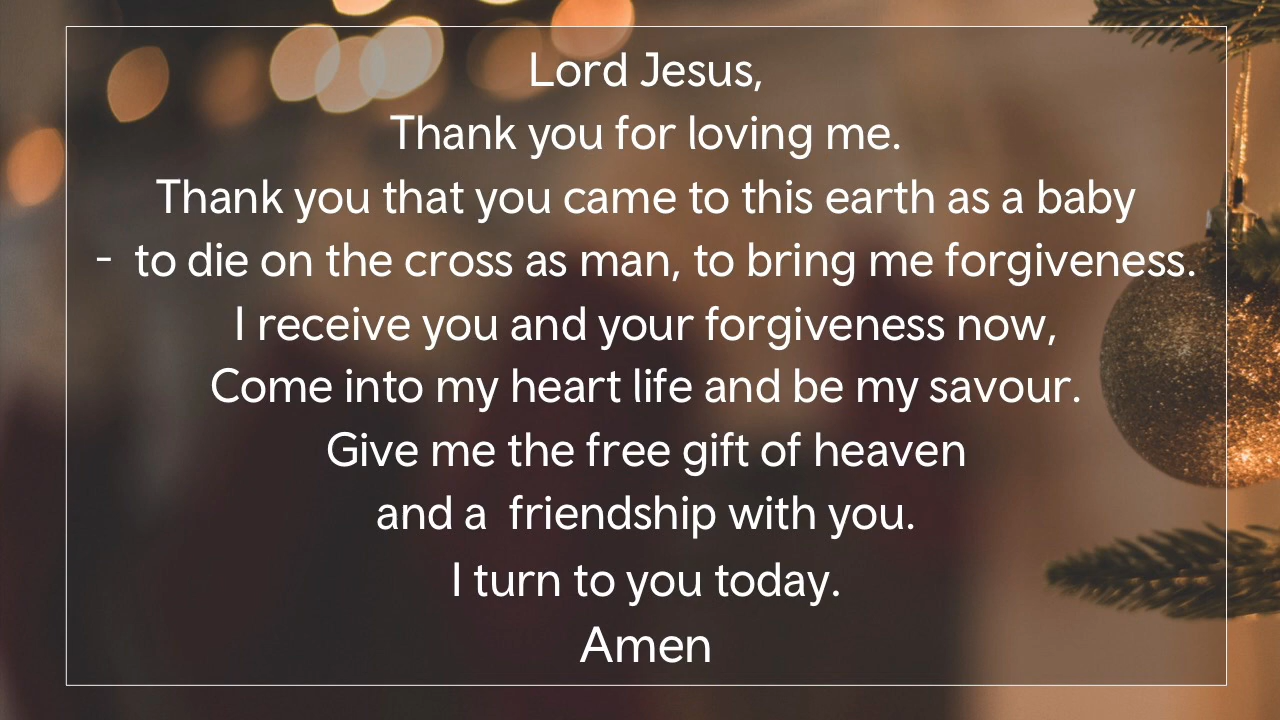 Lord Jesus,
Thank you for loving me.
Thank you that you came to this earth as a baby
-  to die on the cross as man, to bring me forgiveness.
I receive you and your forgiveness now,
Come into my heart life and be my savour.
Give me the free gift of heaven
and a  friendship with you.
I turn to you today.
Amen